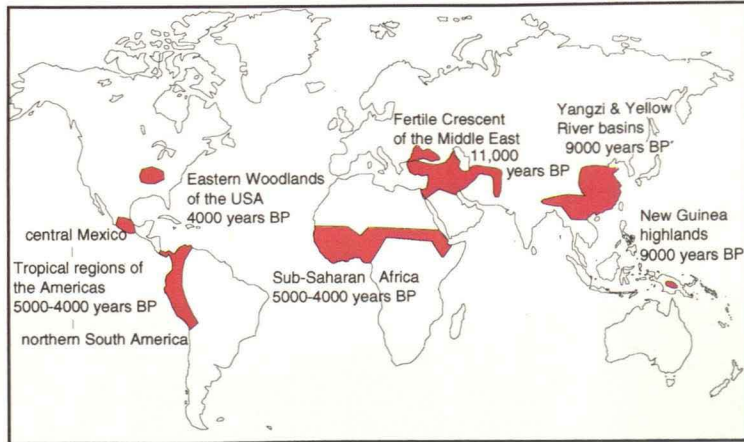 Fertile Crescent
of the Middle East
11,000
years BP
Yangzi & Yellow
River basins
9000 years BP
Eastern Woodlands
of the USA
4000 years BP
central Mexico
Tropical regions of
the Americas
5000-4000 years BP
northern South America
Sub-Saharan Africa
5000-4000 years BP
New Guinea
highlands
9000 years BP